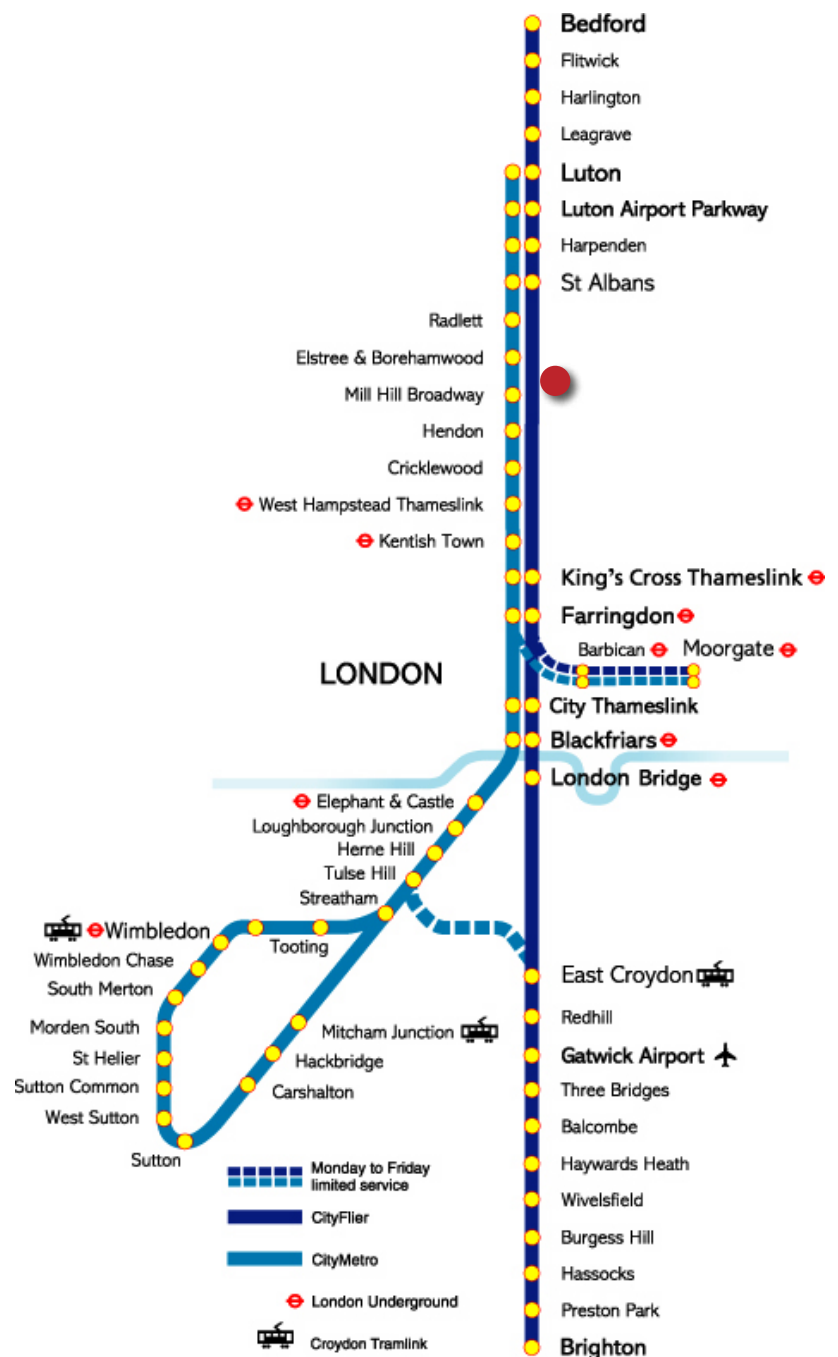 Bedford
Flitwick
Harlington
Leagrave
Luton
Luton Airport Parkway
Harpenden
St Albans
Radlett
Elstree & Borehamwood
Mill Hill Broadway
Hendon
Cricklewood
West Hampstead Thameslink
Kentish Town
King's Cross Thameslink
Farringdon
Barbican
Moorgate
LONDON
City Thameslink
Blackfriars
London Bridge
Elephant & Castle
Loughborough Junction
Herne Hill
Tulse Hill
Streatham
Wimbledon
Tooting
Wimbledon Chase
South Merton
Morden South
St Helier
Sutton Common
West Sutton
Sutton
Mitcham Junction
Hackbridge
Carshalton
East Croydon
Redhill
Gatwick Airport
Three Bridges
Balcombe
Haywards Heath
Wivelsfield
Burgess Hill
Hassocks
Preston Park
Brighton
Monday to Friday
limited service
CityFlier
CityMetro
London Underground
Croydon Tramlink